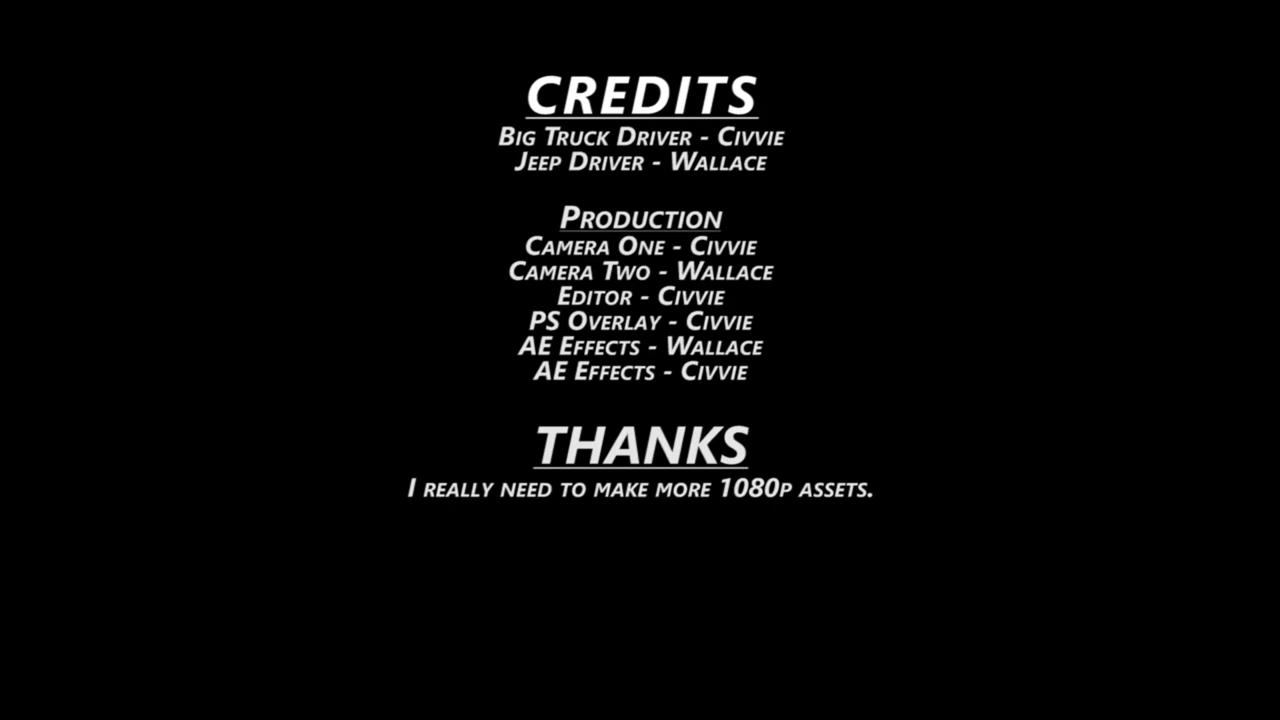 CREDITS
BIG TRUCK DRIVER - CIVVIE
JEEP DRIVER - WALLACE
PRODUCTION
CAMERA ONE - CIVVIE
CAMERA TWO - WALLACE
EDITOR - CIVVIE
PS OVERLAY - CIVVIE
AE EFFECTS - WALLACE
AE EFFECTS - CIVVIE
THANKS
I REALLY NEED TO MAKE MORE 1080P ASSETS.